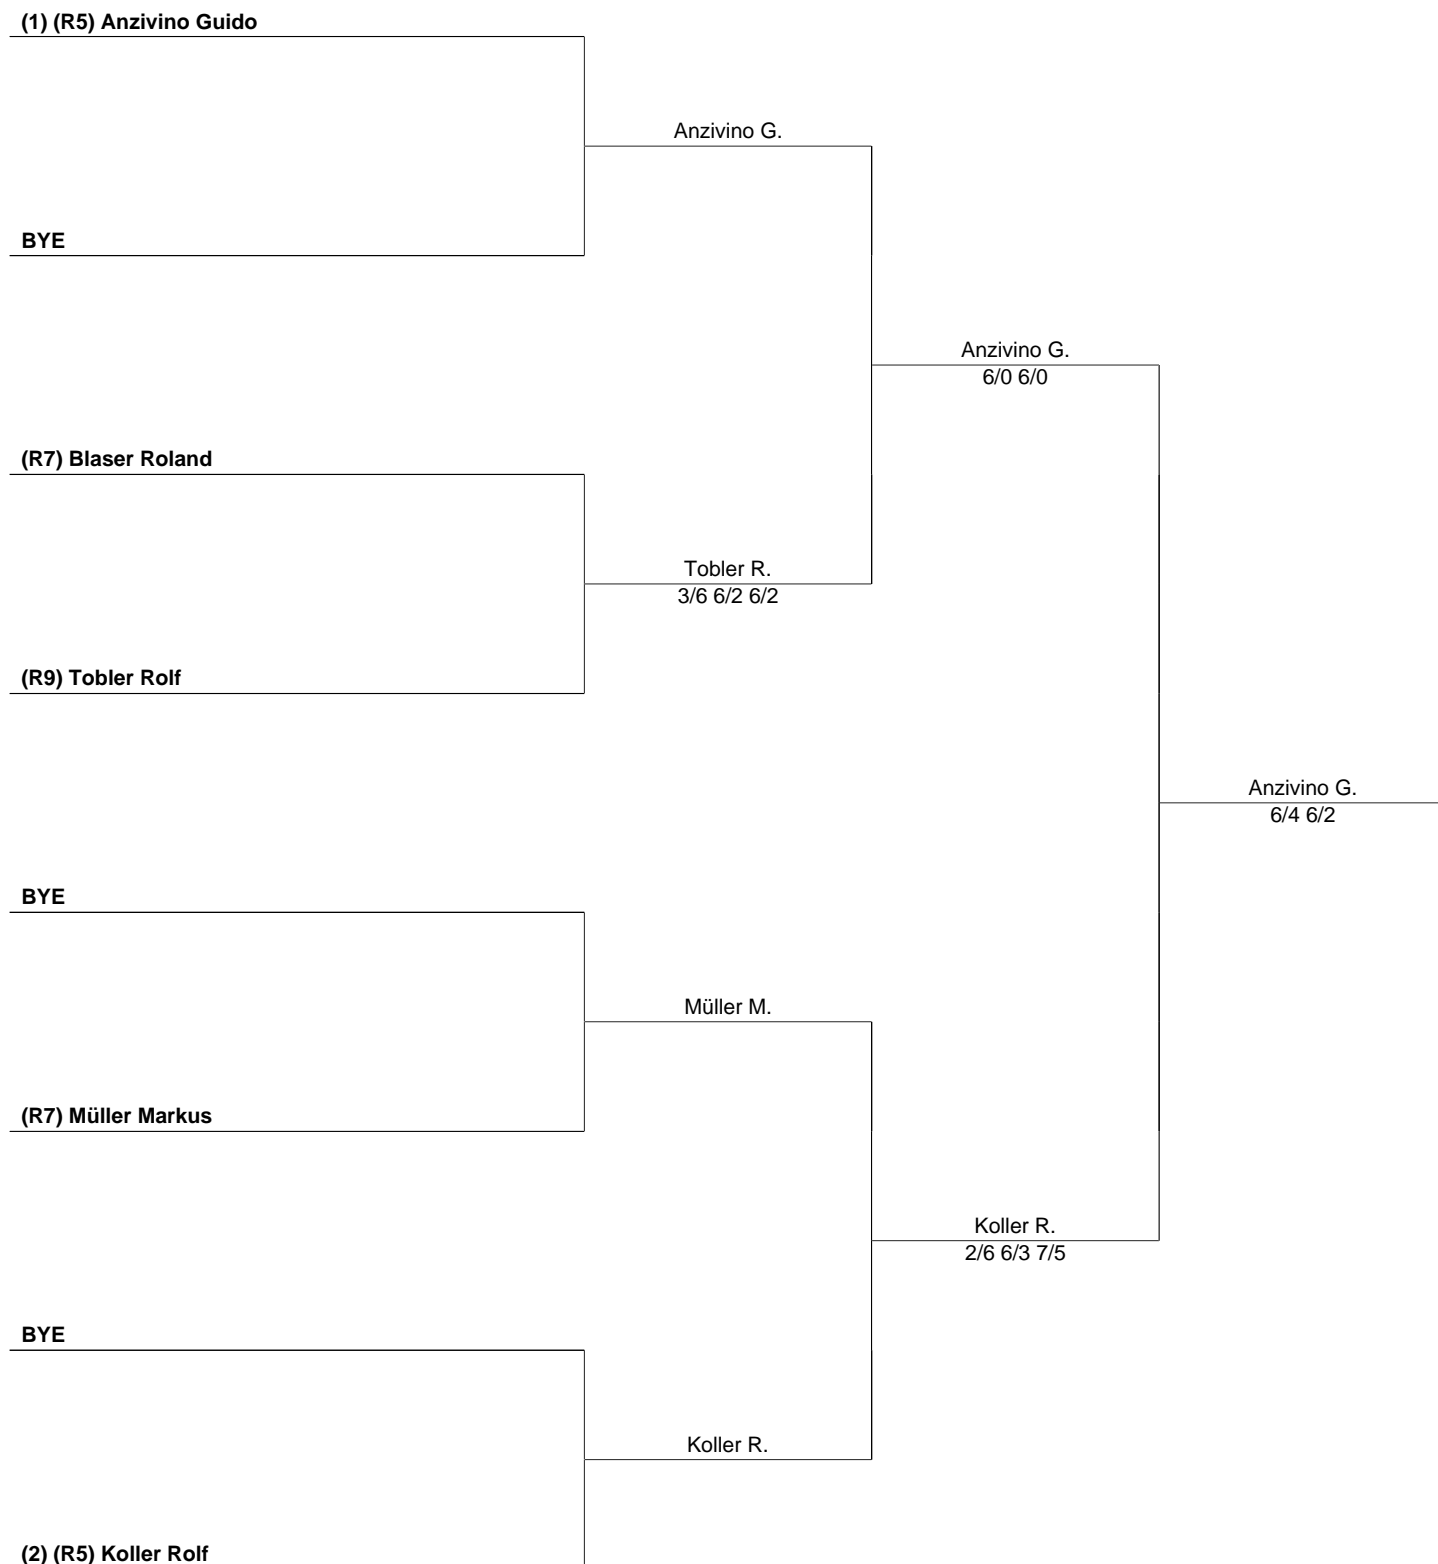 (1) (R5) Anzivino Guido
Anzivino G.
BYE
Anzivino G.
6/0 6/0
(R7) Blaser Roland
Tobler R.
3/6 6/2 6/2
(R9) Tobler Rolf
Anzivino G.
6/4 6/2
BYE
Müller M.
(R7) Müller Markus
Koller R.
2/6 6/3 7/5
BYE
Koller R.
(2) (R5) Koller Rolf